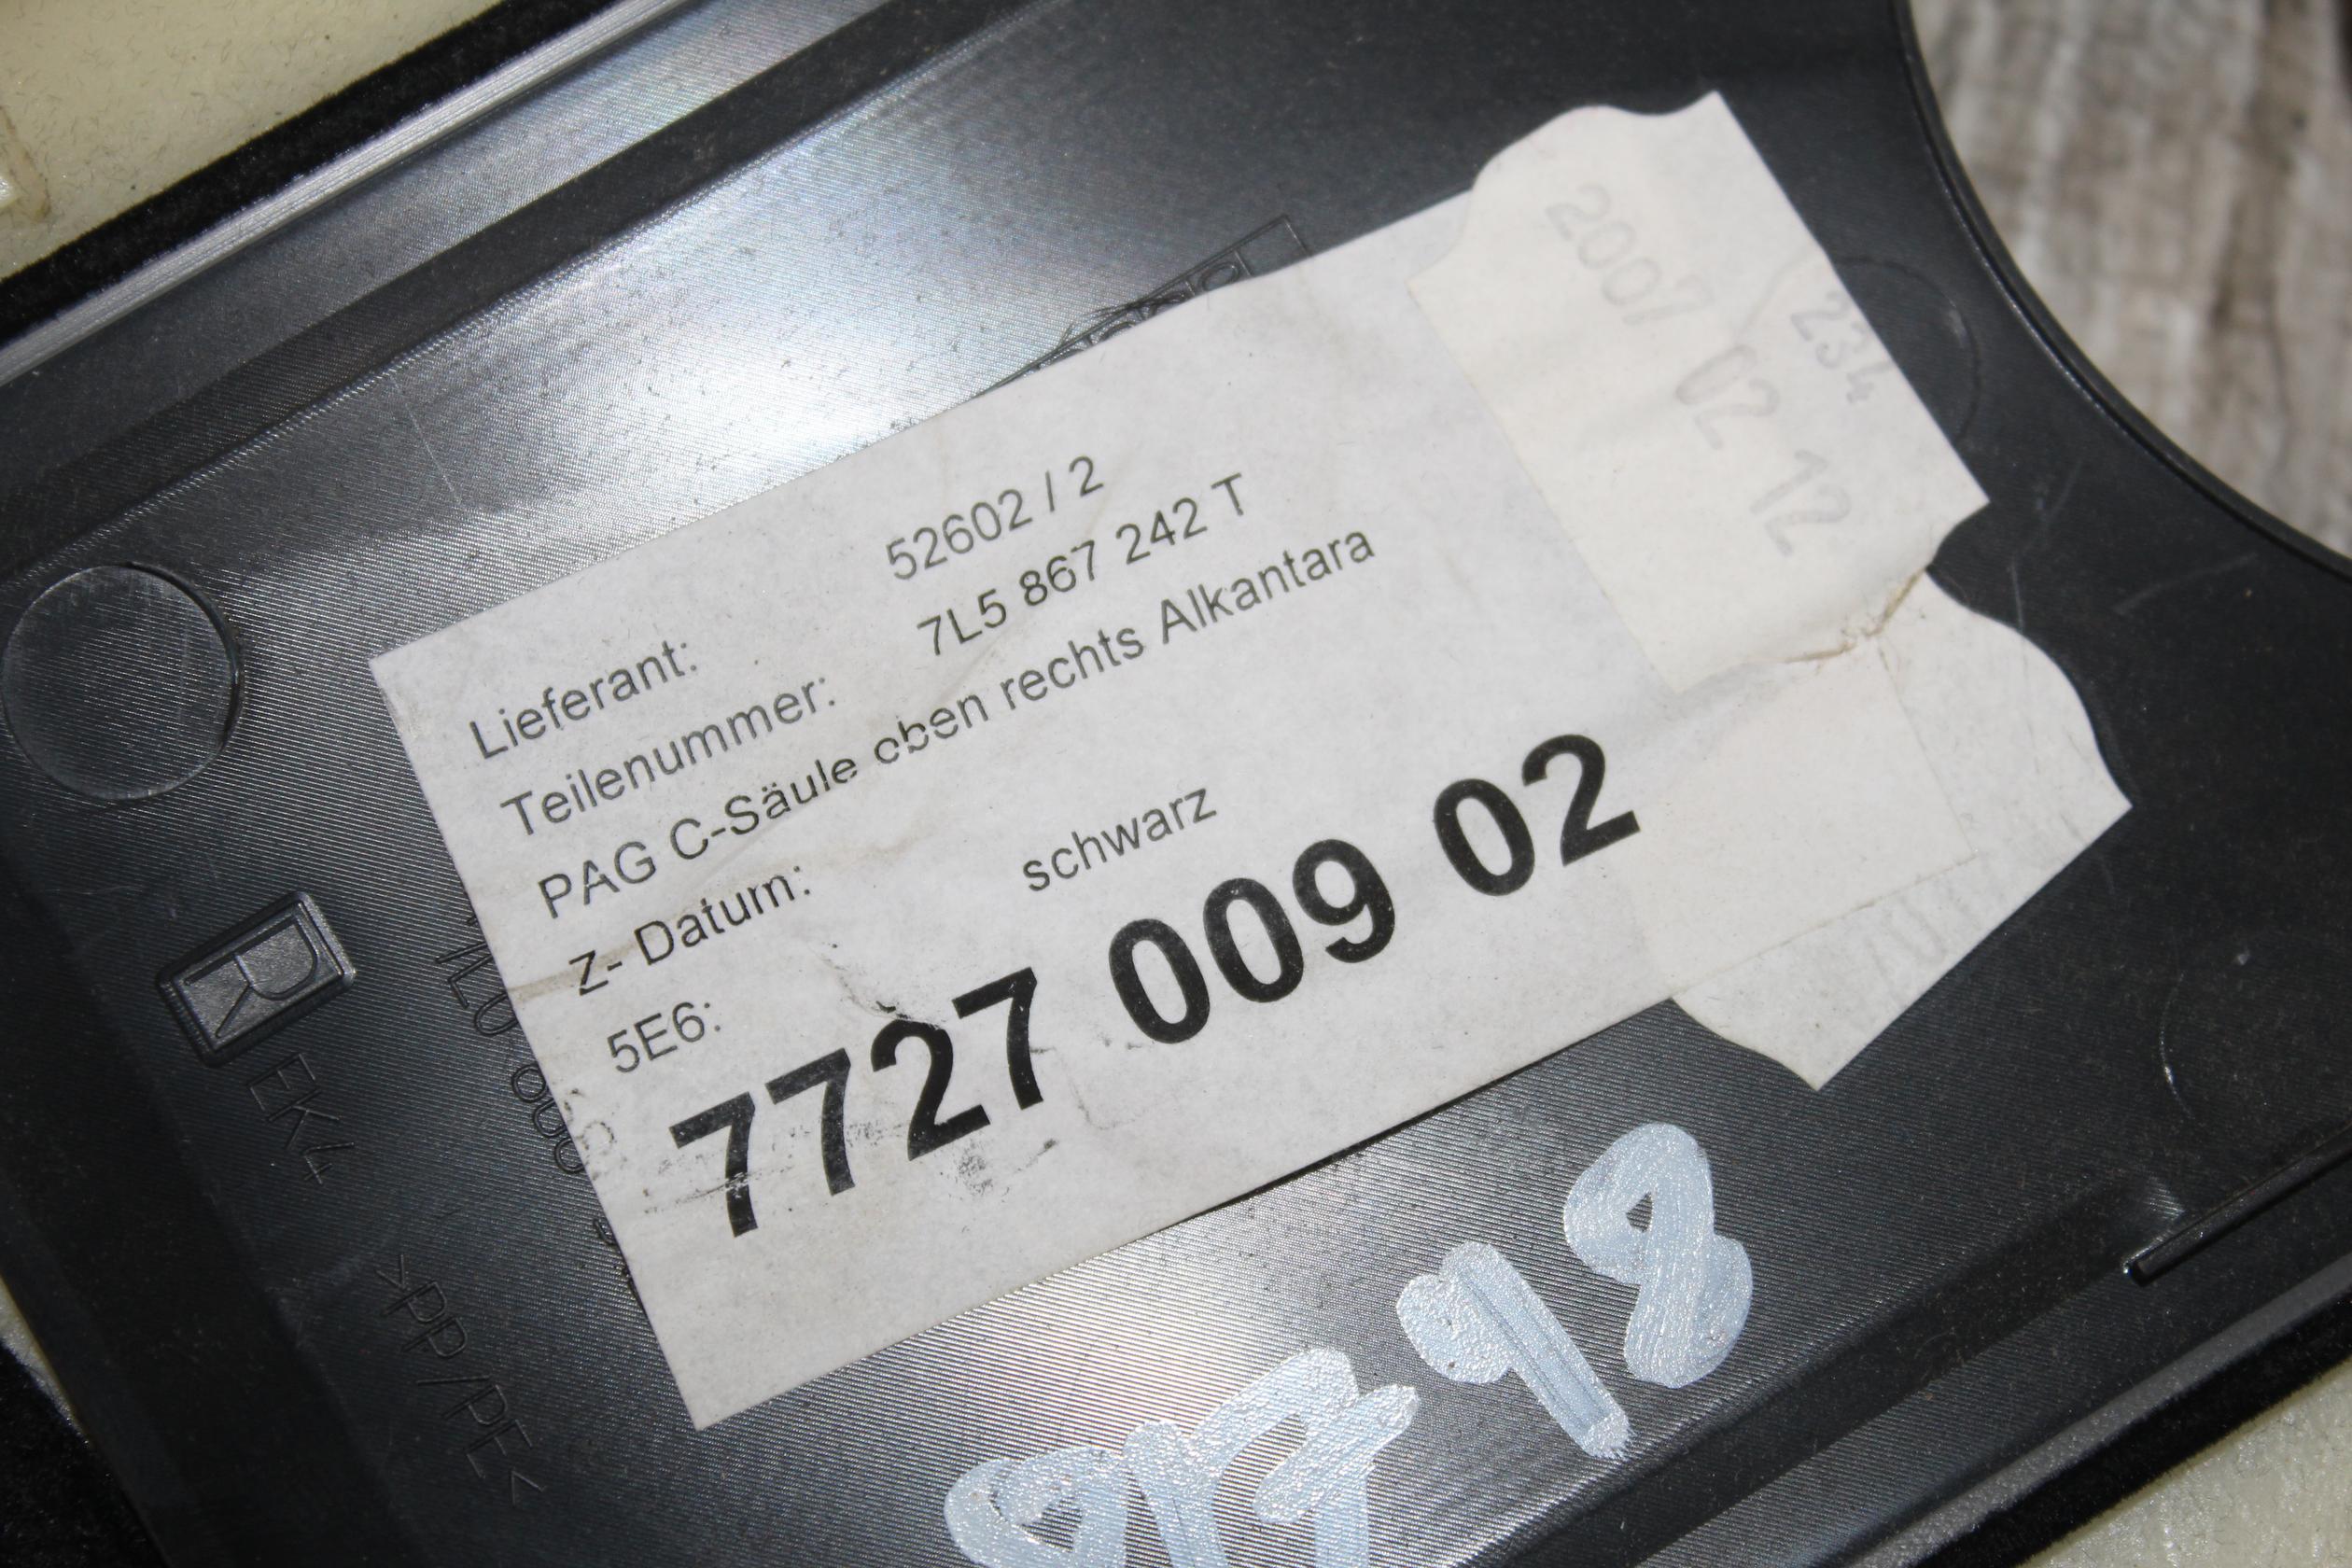 2007 02 12
234
Lieferant: 52602 / 2
Teilenummer: 7L5 867 242 T
PAG C-Säule oben rechts Alkantara
Z- Datum:
5E6: schwarz
7727 009 02
R
EK4
>PP/PE<
98